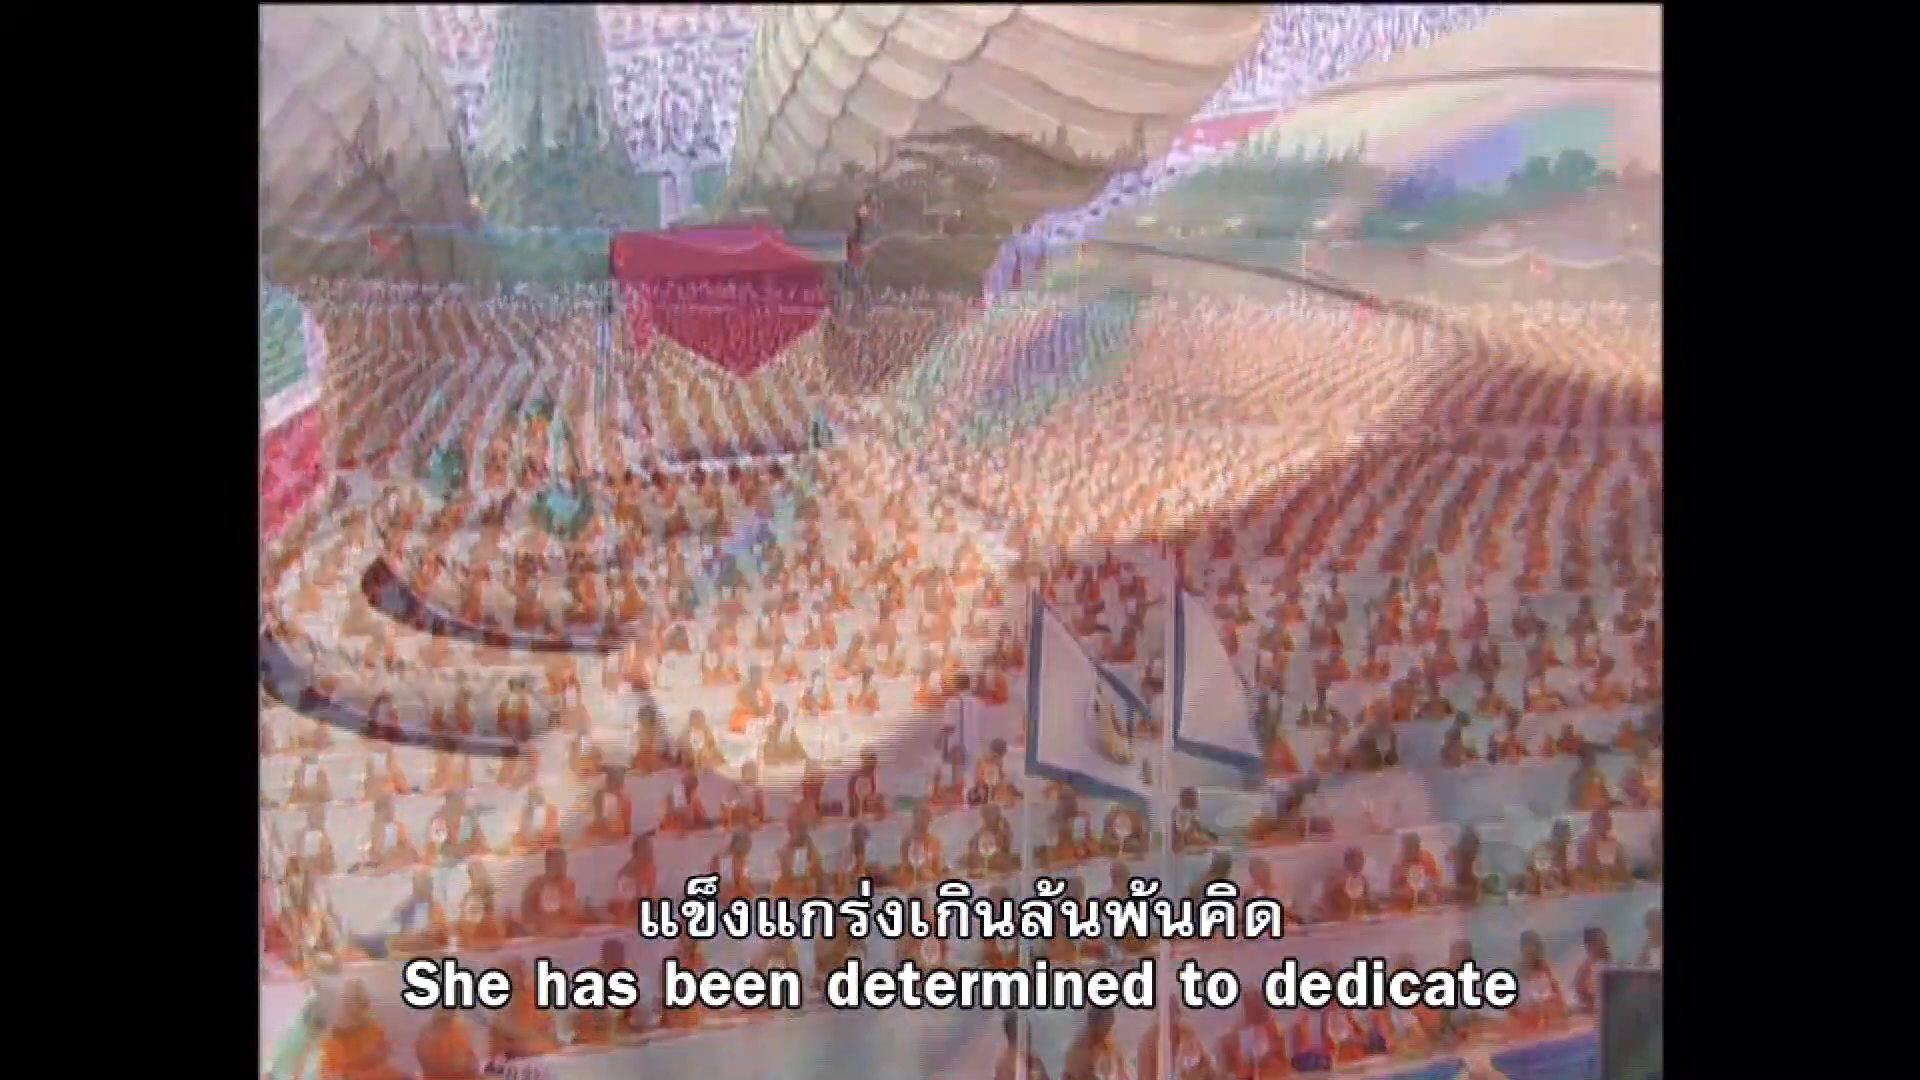 แข็งแกร่งเกินล้นพ้นคิด
She has been determined to dedicate